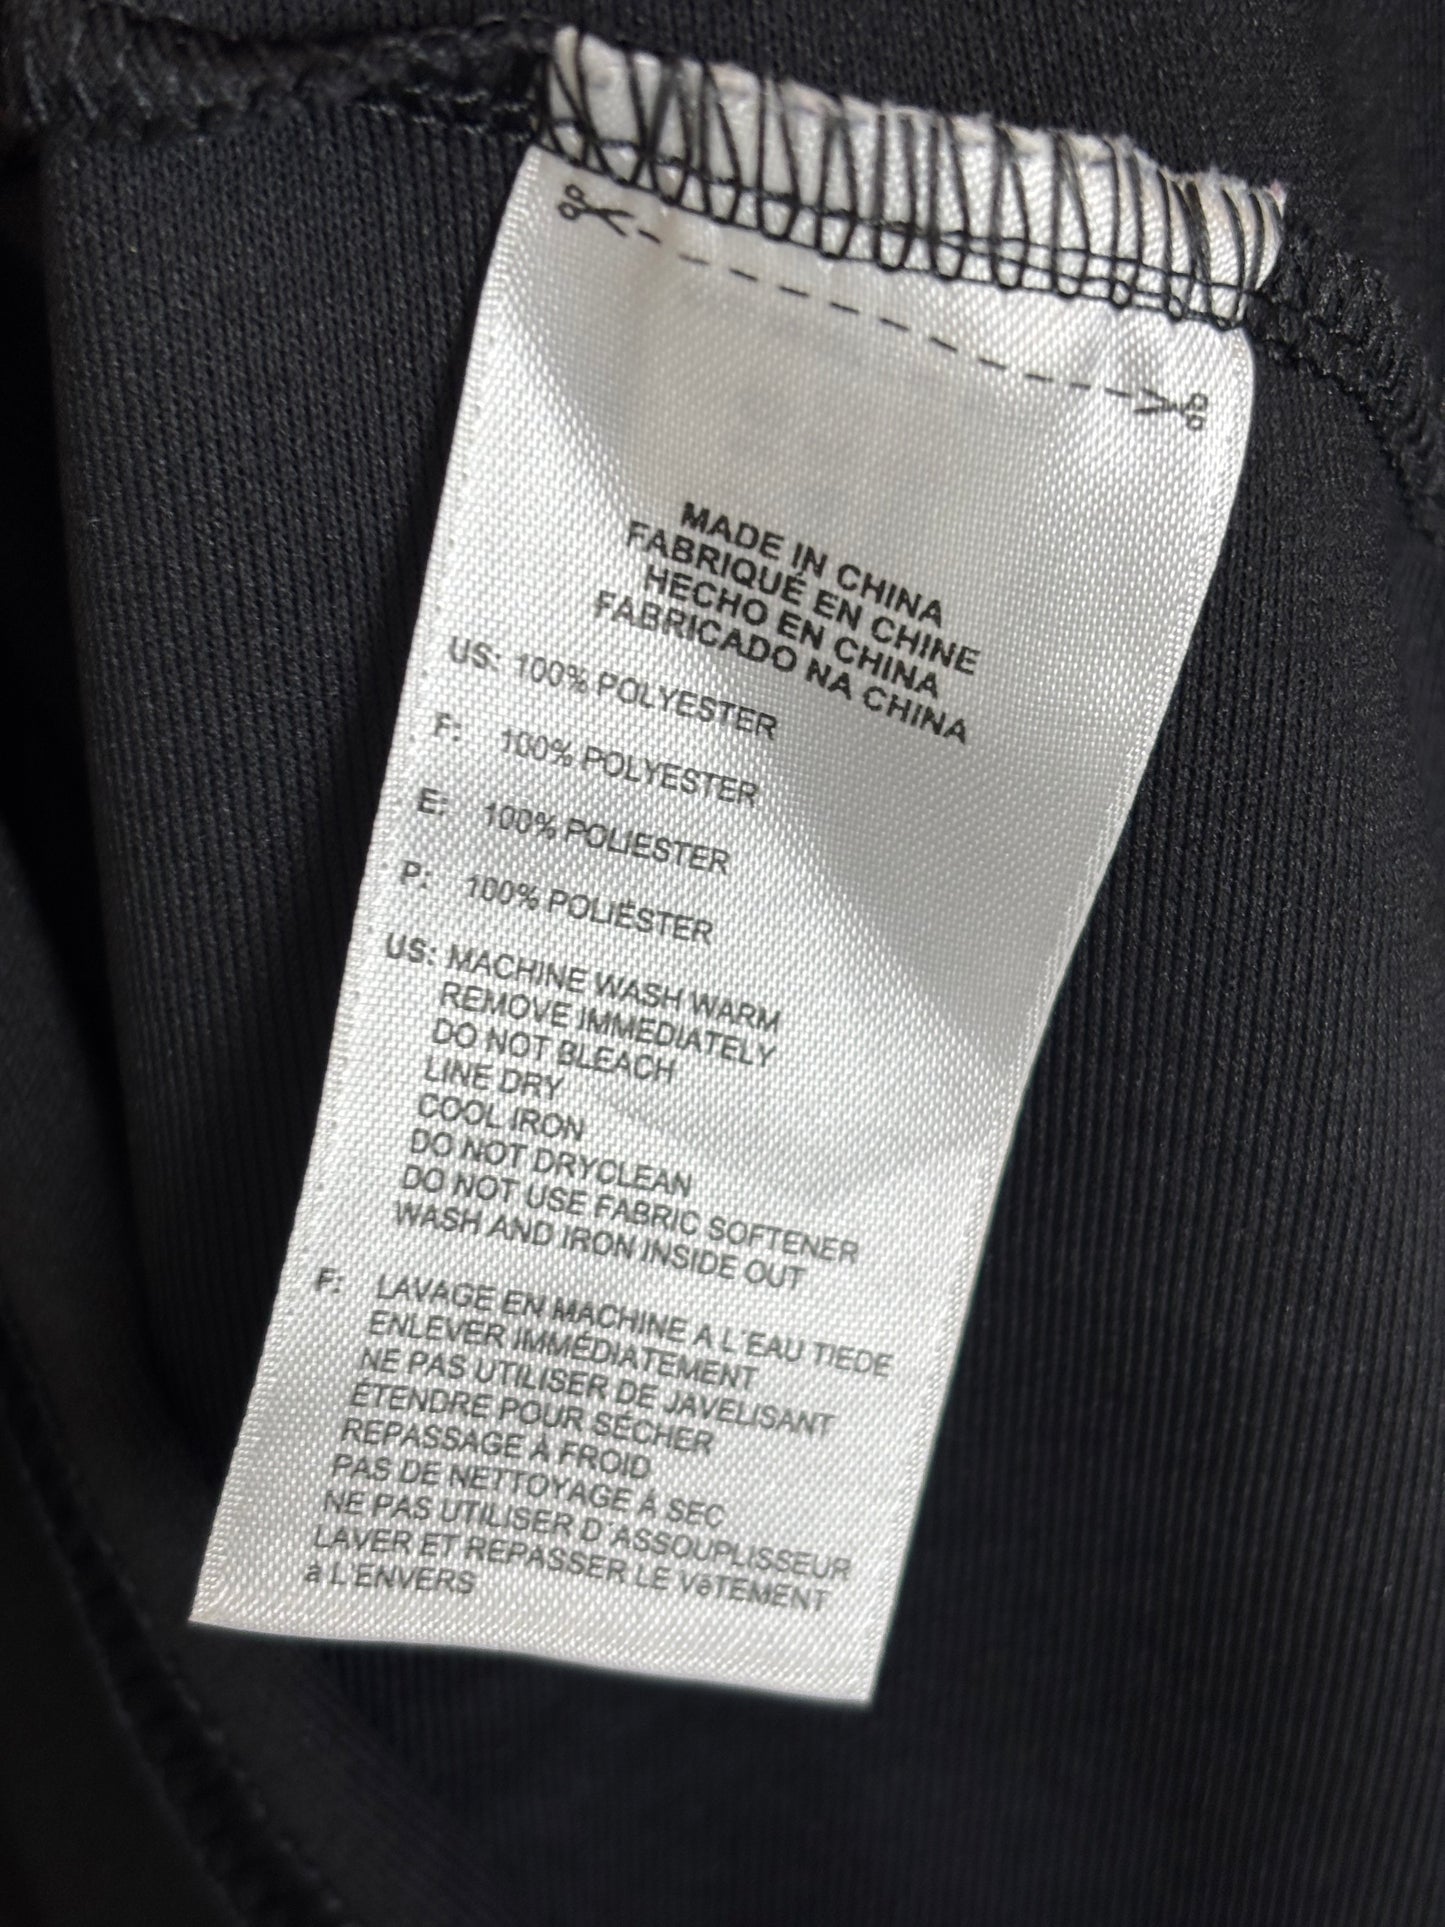 MADE IN CHINA
FABRIQUÉ EN CHINE
HECHO EN CHINA
FABRICADO NA CHINA
US: 100% POLYESTER
F: 100% POLYESTER
E: 100% POLIESTER
P: 100% POLIÉSTER
US: MACHINE WASH WARM
REMOVE IMMEDIATELY
DO NOT BLEACH
LINE DRY
COOL IRON
DO NOT DRYCLEAN
DO NOT USE FABRIC SOFTENER
WASH AND IRON INSIDE OUT
F: LAVAGE EN MACHINE A L´EAU TIEDE
ENLEVER IMMÉDIATEMENT
NE PAS UTILISER DE JAVELISANT
ÉTENDRE POUR SÉCHER
REPASSAGE À FROID
PAS DE NETTOYAGE À SEC
NE PAS UTILISER D´ASSOUPLISSEUR
LAVER ET REPASSER LE VêTEMENT
à L'ENVERS